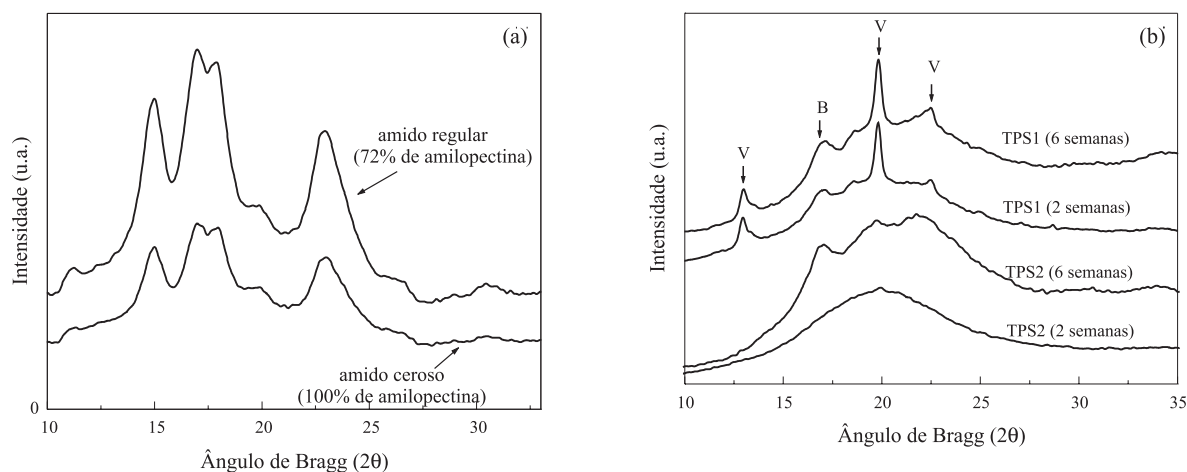 (a)
Intensidade (u.a.)
amido regular
(72% de amilopectina)
amido ceroso
(100% de amilopectina)
0
10 15 20 25 30
Ângulo de Bragg (2θ)
(b)
Intensidade (u.a.)
V
V
B
V
TPS1 (6 semanas)
TPS1 (2 semanas)
TPS2 (6 semanas)
TPS2 (2 semanas)
10 15 20 25 30 35
Ângulo de Bragg (2θ)